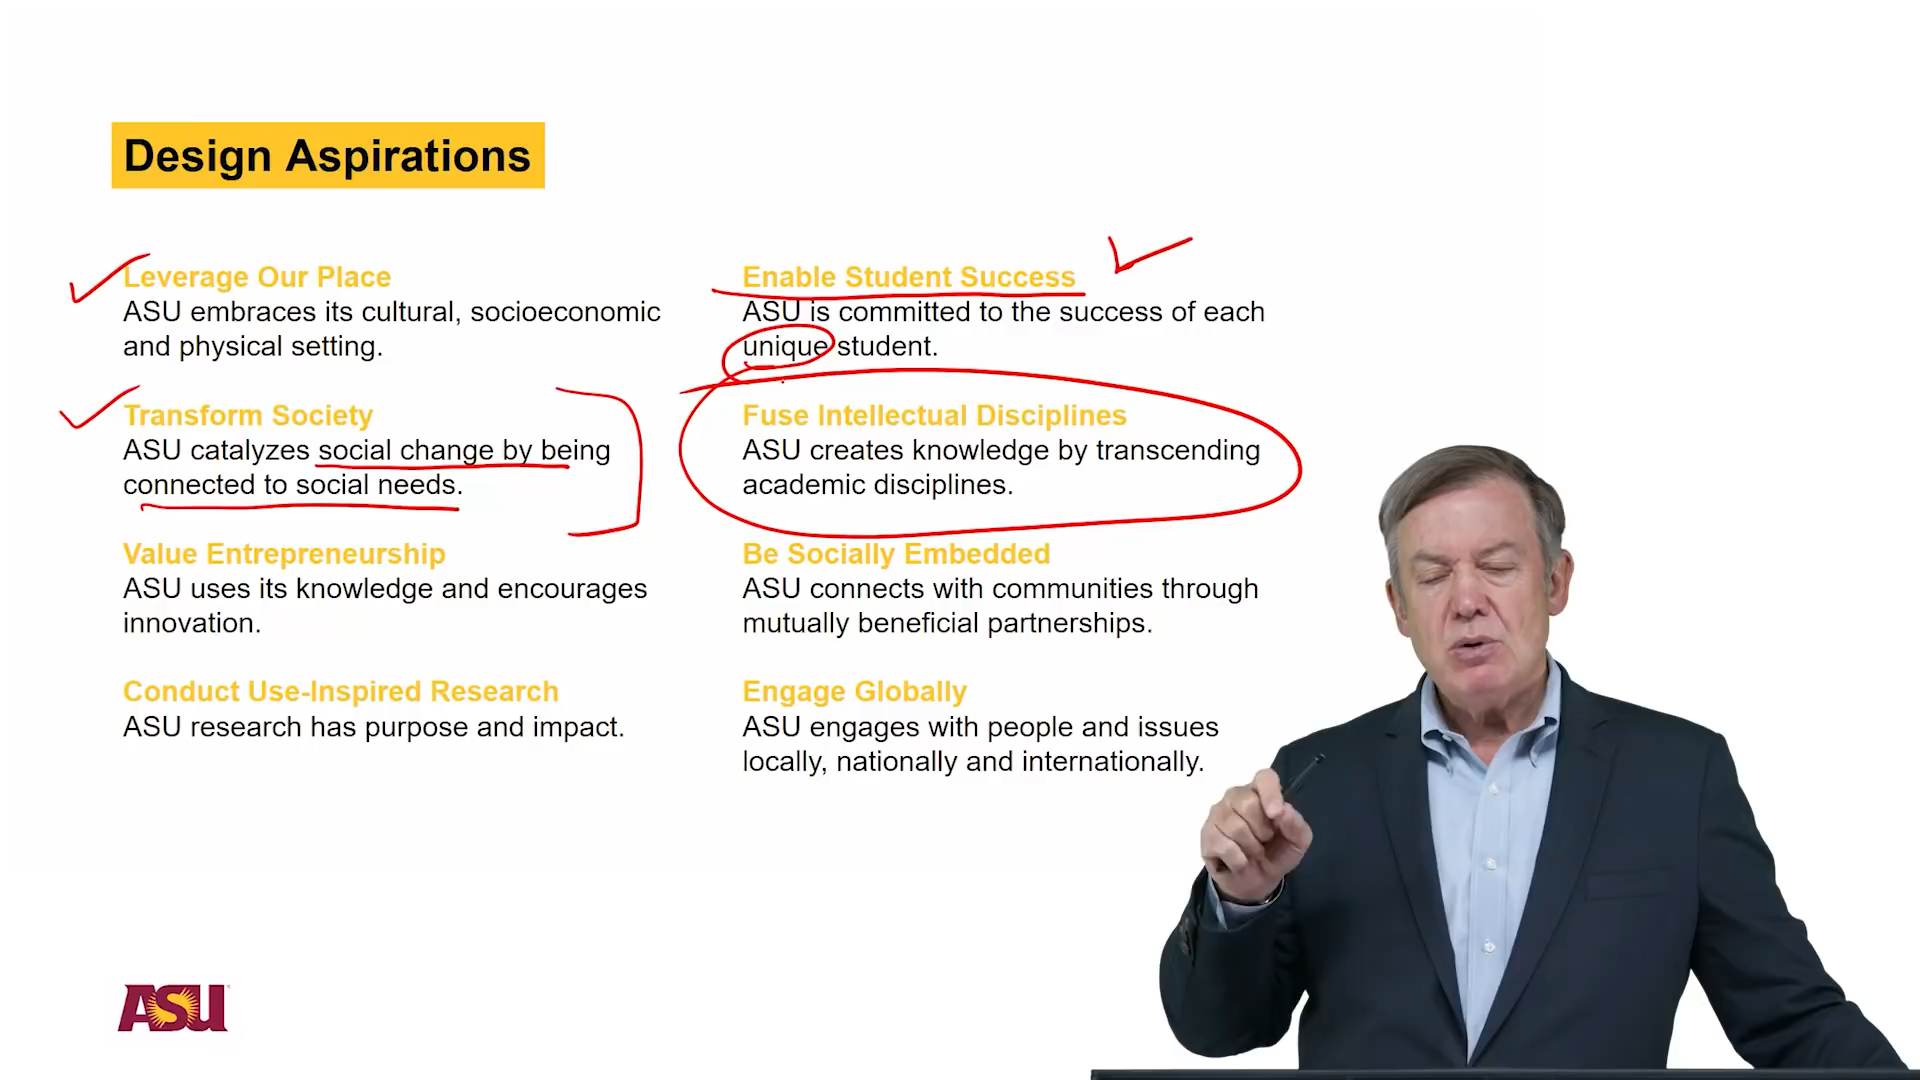 Design Aspirations
Leverage Our Place
ASU embraces its cultural, socioeconomic
and physical setting.
Transform Society
ASU catalyzes social change by being
connected to social needs.
Value Entrepreneurship
ASU uses its knowledge and encourages
innovation.
Conduct Use-Inspired Research
ASU research has purpose and impact.
Enable Student Success
ASU is committed to the success of each
unique student.
Fuse Intellectual Disciplines
ASU creates knowledge by transcending
academic disciplines.
Be Socially Embedded
ASU connects with communities through
mutually beneficial partnerships.
Engage Globally
ASU engages with people and issues
locally, nationally and internationally.
ASU